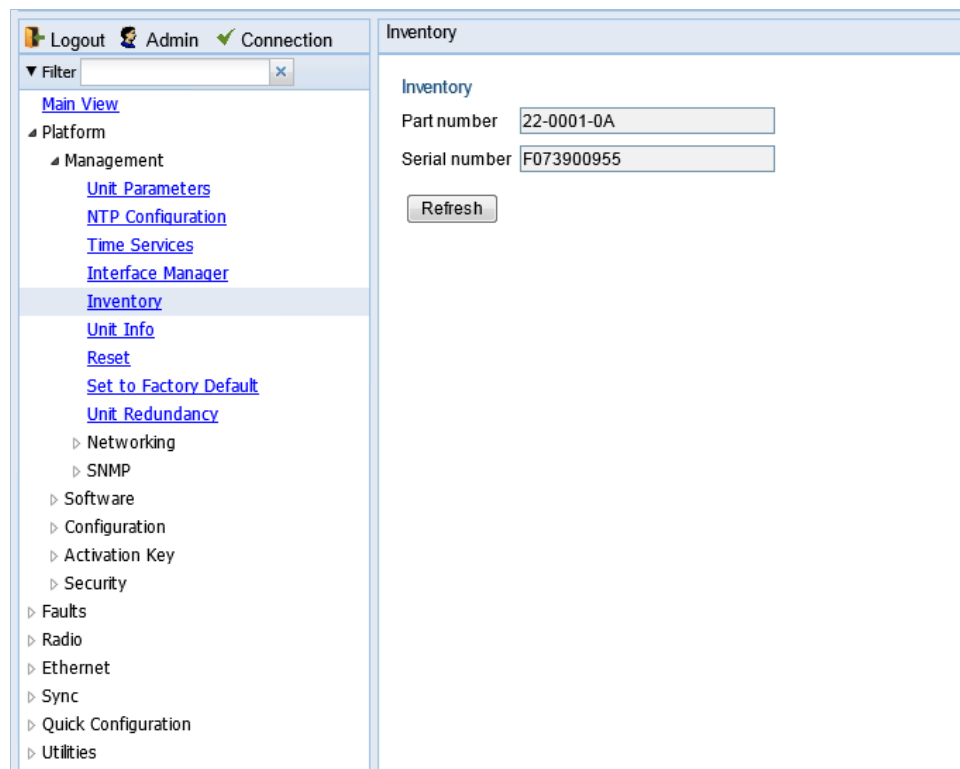 Logout Admin Connection
Filter
Main View
Platform
Management
Unit Parameters
NTP Configuration
Time Services
Interface Manager
Inventory
Unit Info
Reset
Set to Factory Default
Unit Redundancy
Networking
SNMP
Software
Configuration
Activation Key
Security
Faults
Radio
Ethernet
Sync
Quick Configuration
Utilities
Inventory
Inventory
Part number 22-0001-0A
Serial number F073900955
Refresh